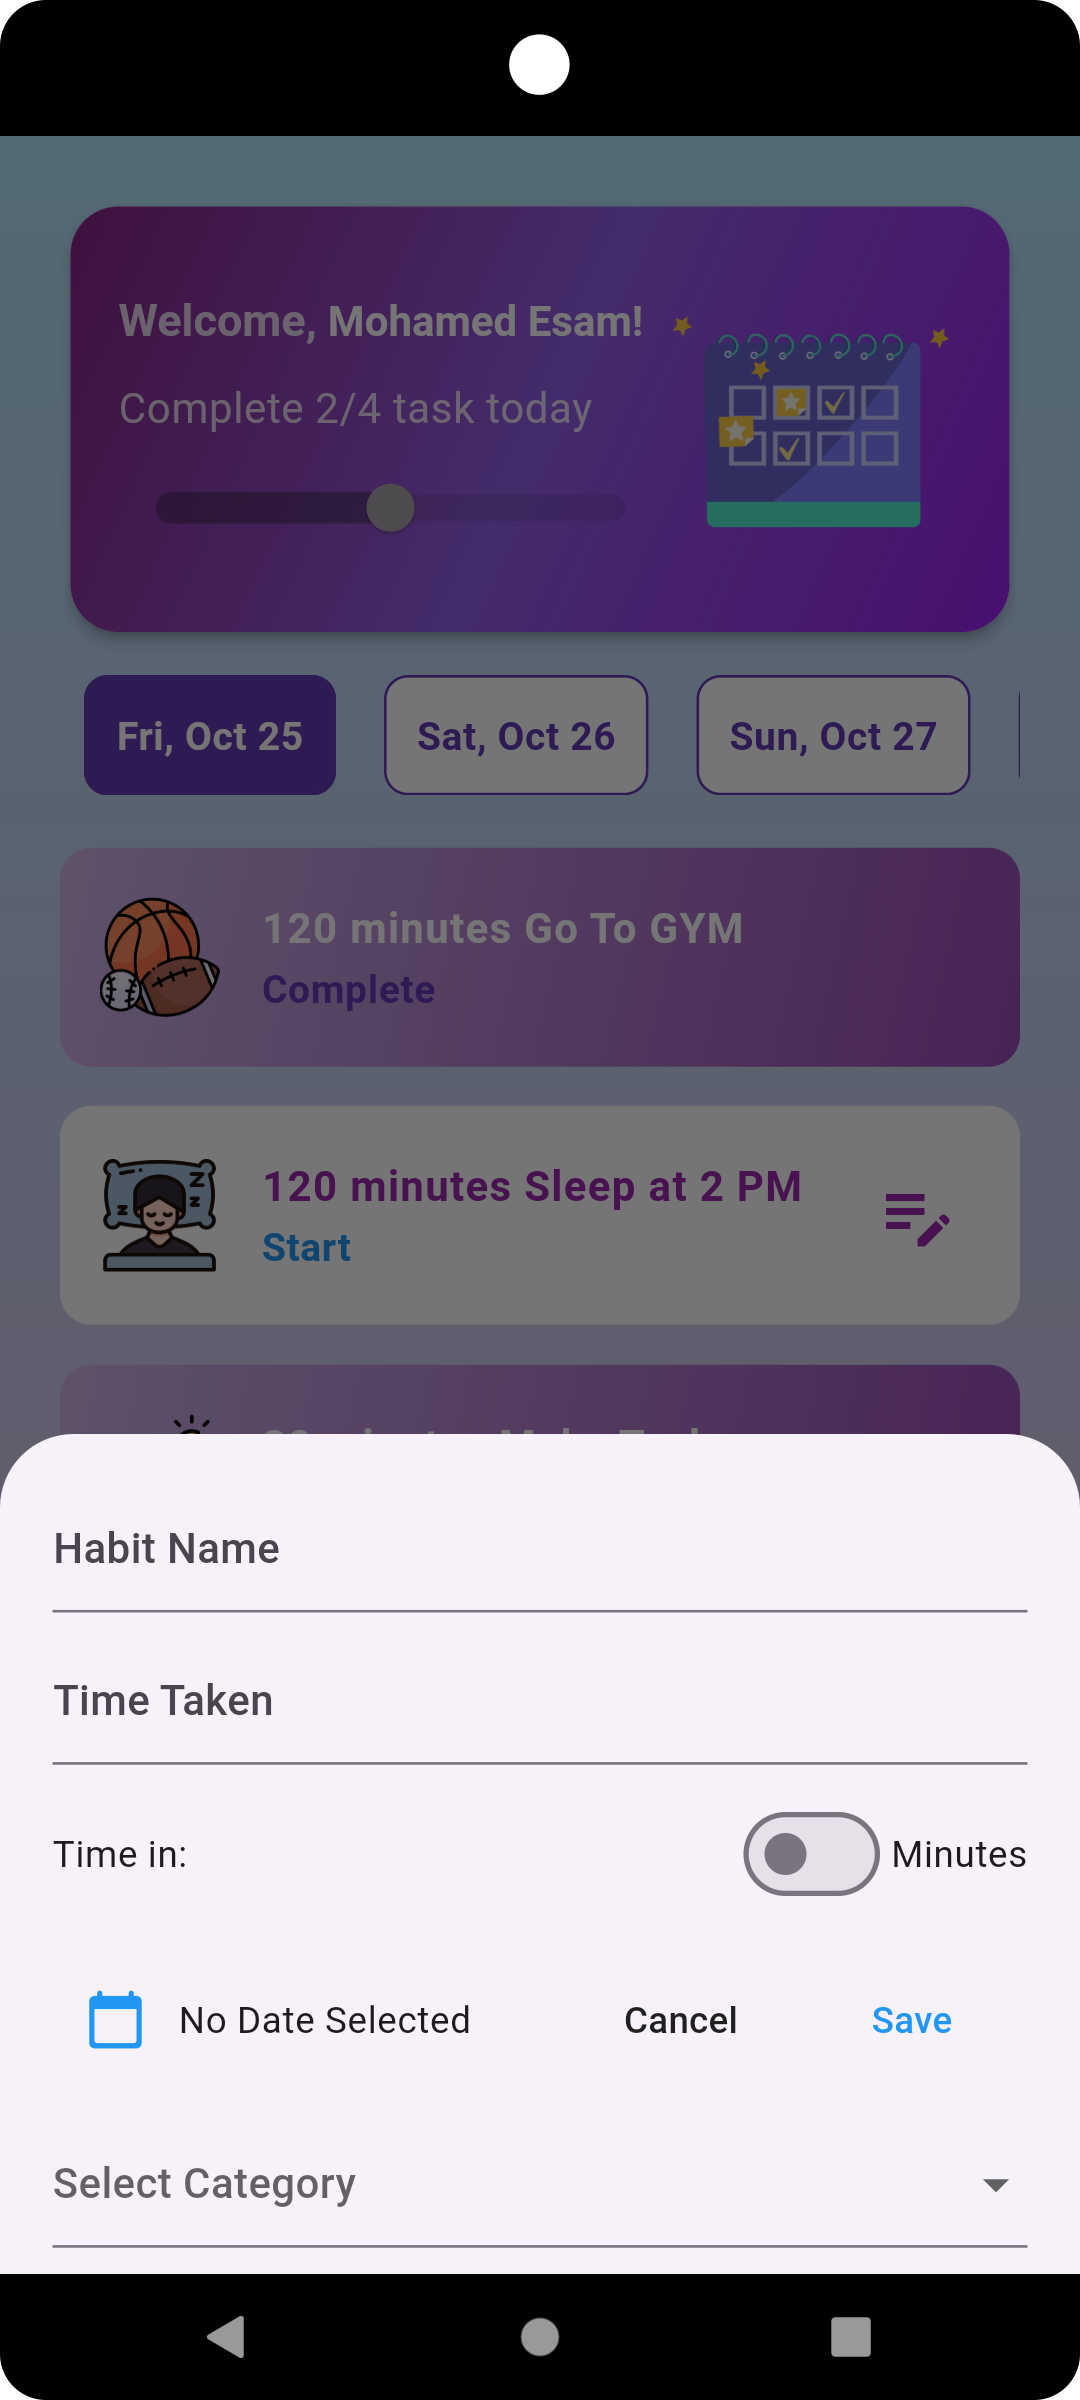 Welcome, Mohamed Esam!
Complete 2/4 task today
Fri, Oct 25
Sat, Oct 26
Sun, Oct 27
120 minutes Go To GYM
Complete
120 minutes Sleep at 2 PM
Start
Habit Name
Time Taken
Time in:
Minutes
No Date Selected
Cancel
Save
Select Category